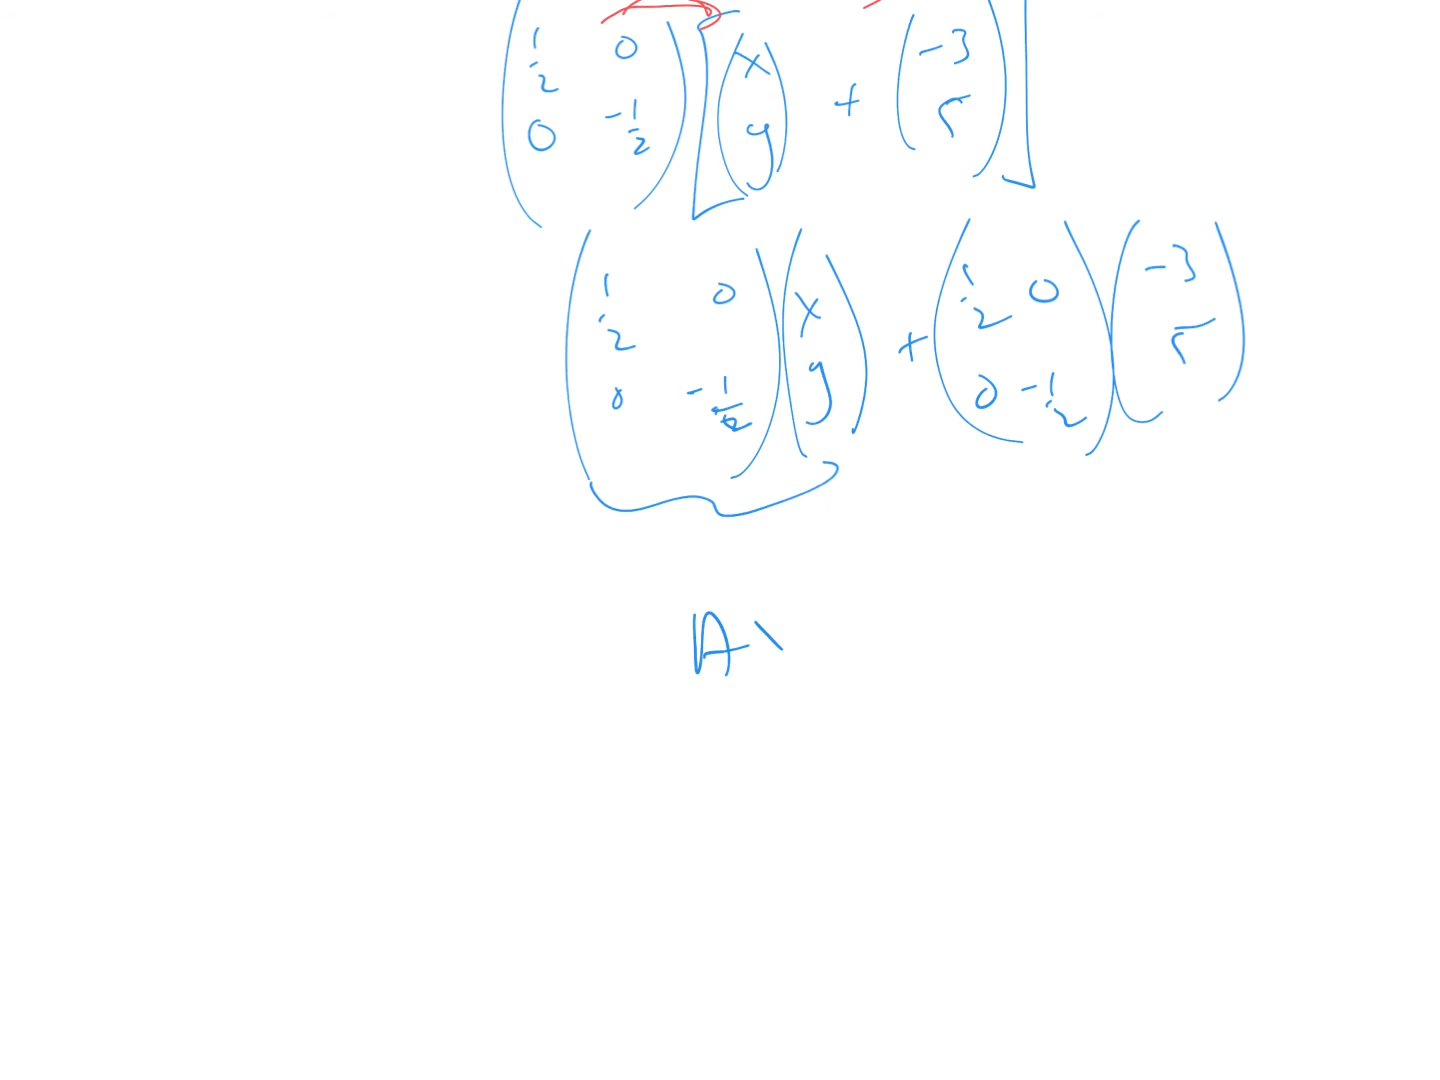 ( 1/2 0 ) [ ( x ) + ( -3 ) ]
( 0 -1/2 ) [ ( y ) ( 5 ) ]
( 1/2 0 ) ( x ) + ( 1/2 0 ) ( -3 )
( 0 -1/2 ) ( y ) ( 0 -1/2 ) ( 5 )
A